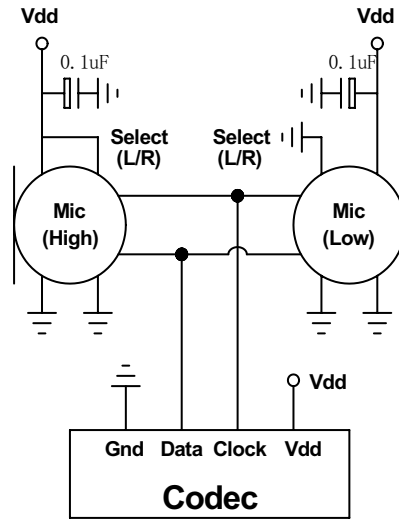 Vdd
Vdd
0. 1uF
0. 1uF
Select
(L/R)
Select
(L/R)
Mic
(High)
Mic
(Low)
Vdd
Gnd Data Clock Vdd
Codec